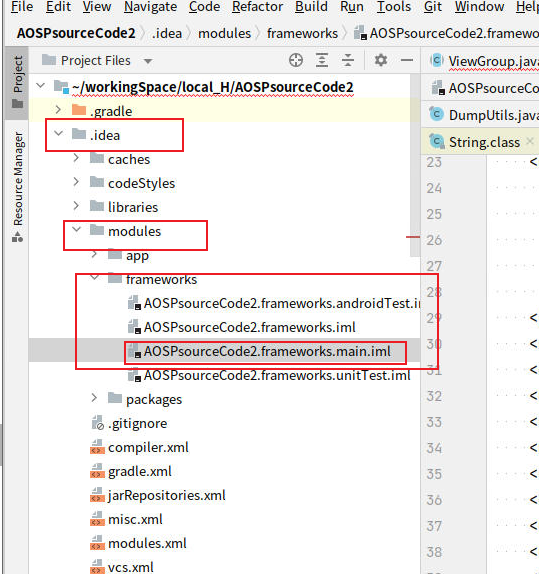 File Edit View Navigate Code Refactor Build Run Tools Git Window Help
AOSPsourceCode2 .idea modules frameworks AOSPsourceCode2.framewo
Project Files
ViewGroup.java
~/workingSpace/local_H/AOSPsourceCode2
AOSPsourceCo
.gradle
DumpUtils.java
.idea
String.class
caches
23
codeStyles
24
libraries
25
modules
26
app
27
frameworks
28
AOSPsourceCode2.frameworks.androidTest.i
29
AOSPsourceCode2.frameworks.iml
30
AOSPsourceCode2.frameworks.main.iml
31
AOSPsourceCode2.frameworks.unitTest.iml
32
packages
33
.gitignore
34
compiler.xml
35
gradle.xml
jarRepositories.xml
36
misc.xml
37
modules.xml
38
vcs.xml
Project
Resource Manager